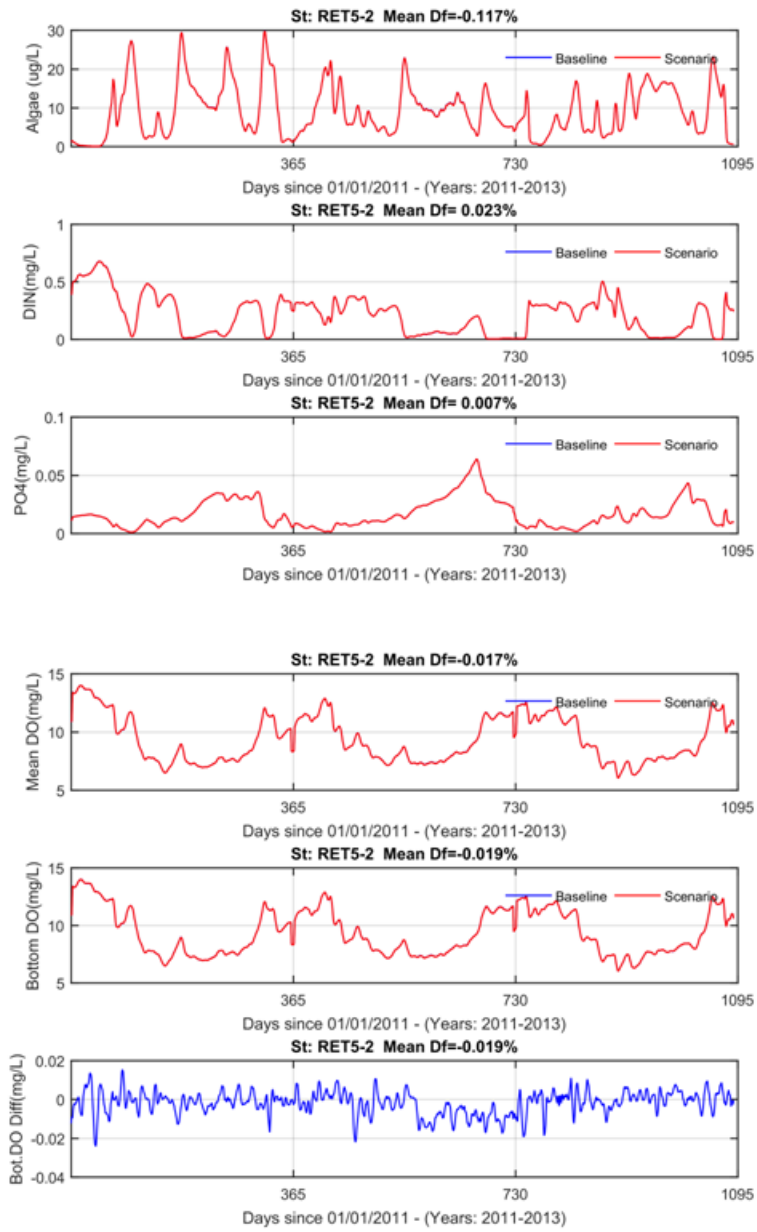 St: RET5-2 Mean Df=-0.117%
30
20
10
0
Algae (ug/L)
Baseline Scenario
365 730 1095
Days since 01/01/2011 - (Years: 2011-2013)
St: RET5-2 Mean Df= 0.023%
1
0.5
0
DIN(mg/L)
Baseline Scenario
365 730 1095
Days since 01/01/2011 - (Years: 2011-2013)
St: RET5-2 Mean Df= 0.007%
0.1
0.05
0
PO4(mg/L)
Baseline Scenario
365 730 1095
Days since 01/01/2011 - (Years: 2011-2013)
St: RET5-2 Mean Df=-0.017%
15
10
5
Mean DO(mg/L)
Baseline Scenario
365 730 1095
Days since 01/01/2011 - (Years: 2011-2013)
St: RET5-2 Mean Df=-0.019%
15
10
5
Bottom DO(mg/L)
Baseline Scenario
365 730 1095
Days since 01/01/2011 - (Years: 2011-2013)
St: RET5-2 Mean Df=-0.019%
0.02
0
-0.02
-0.04
Bot.DO Diff(mg/L)
365 730 1095
Days since 01/01/2011 - (Years: 2011-2013)